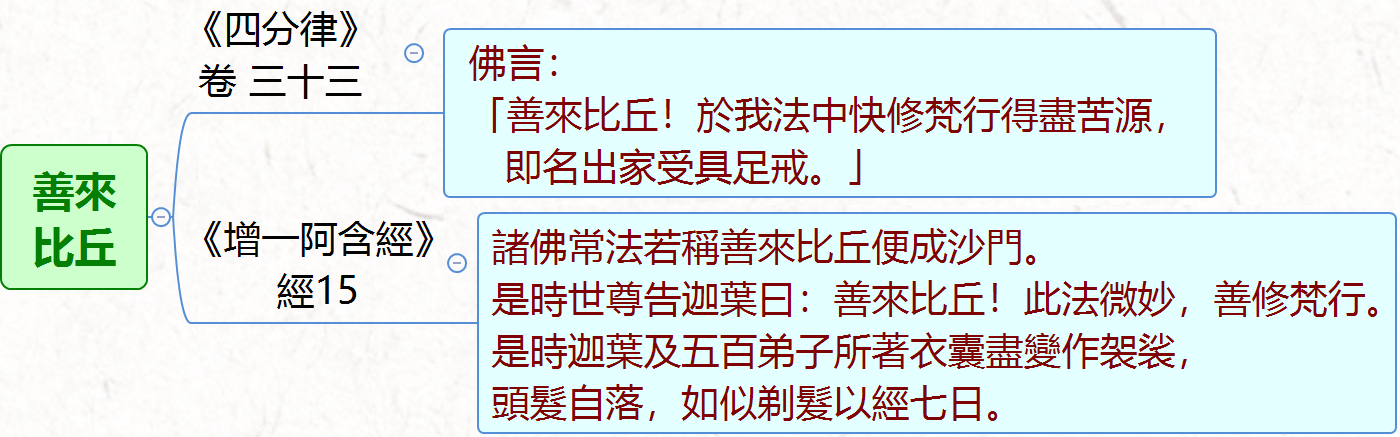 善來
比丘
《四分律》
卷 三十三
佛言：
「善來比丘！於我法中快修梵行得盡苦源，
即名出家受具足戒。」
《增一阿含經》
經15
諸佛常法若稱善來比丘便成沙門。
是時世尊告迦葉曰：善來比丘！此法微妙，善修梵行。
是時迦葉及五百弟子所著衣囊盡變作袈裟，
頭髮自落，如似剃髮以經七日。